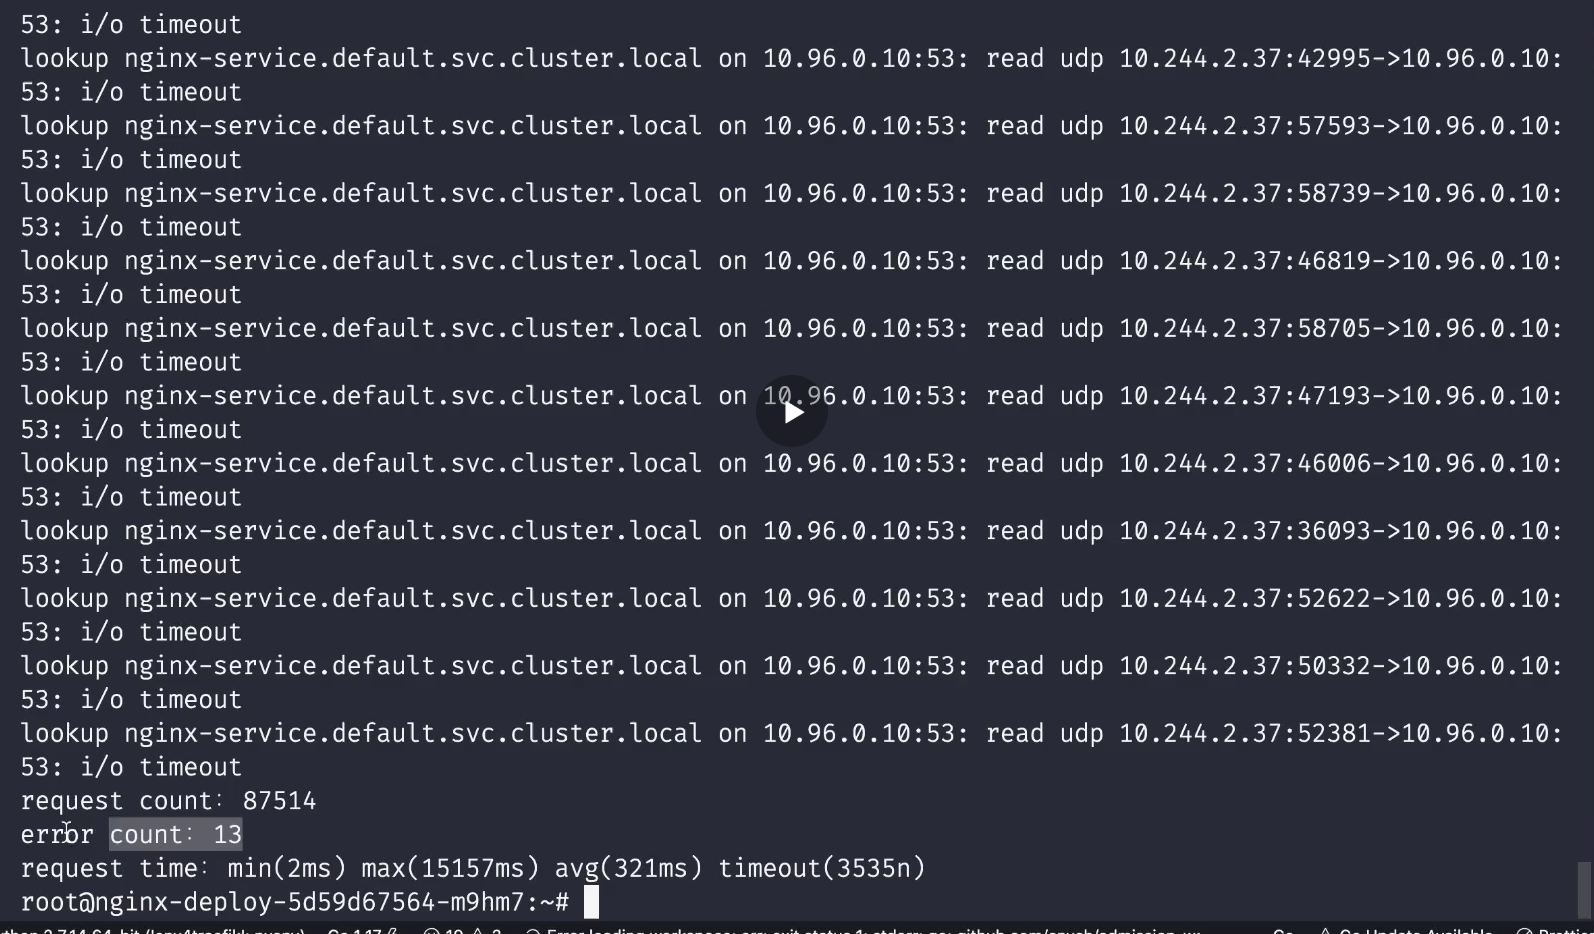 53: i/o timeout
lookup nginx-service.default.svc.cluster.local on 10.96.0.10:53: read udp 10.244.2.37:42995->10.96.0.10:
53: i/o timeout
lookup nginx-service.default.svc.cluster.local on 10.96.0.10:53: read udp 10.244.2.37:57593->10.96.0.10:
53: i/o timeout
lookup nginx-service.default.svc.cluster.local on 10.96.0.10:53: read udp 10.244.2.37:58739->10.96.0.10:
53: i/o timeout
lookup nginx-service.default.svc.cluster.local on 10.96.0.10:53: read udp 10.244.2.37:46819->10.96.0.10:
53: i/o timeout
lookup nginx-service.default.svc.cluster.local on 10.96.0.10:53: read udp 10.244.2.37:58705->10.96.0.10:
53: i/o timeout
lookup nginx-service.default.svc.cluster.local on 10.96.0.10:53: read udp 10.244.2.37:47193->10.96.0.10:
53: i/o timeout
lookup nginx-service.default.svc.cluster.local on 10.96.0.10:53: read udp 10.244.2.37:46006->10.96.0.10:
53: i/o timeout
lookup nginx-service.default.svc.cluster.local on 10.96.0.10:53: read udp 10.244.2.37:36093->10.96.0.10:
53: i/o timeout
lookup nginx-service.default.svc.cluster.local on 10.96.0.10:53: read udp 10.244.2.37:52622->10.96.0.10:
53: i/o timeout
lookup nginx-service.default.svc.cluster.local on 10.96.0.10:53: read udp 10.244.2.37:50332->10.96.0.10:
53: i/o timeout
lookup nginx-service.default.svc.cluster.local on 10.96.0.10:53: read udp 10.244.2.37:52381->10.96.0.10:
53: i/o timeout
request count: 87514
error count: 13
request time: min(2ms) max(15157ms) avg(321ms) timeout(3535n)
root@nginx-deploy-5d59d67564-m9hm7:~#
Error loading workspace: err: exit status 1: stderr: go: Go Go Update Available